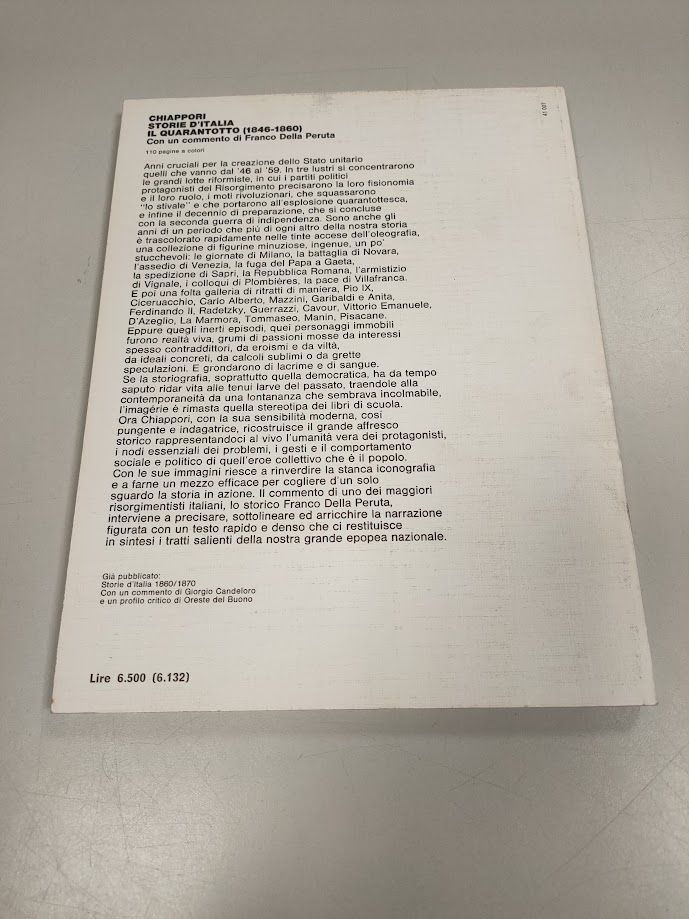 CHIAPPORI
STORIE D'ITALIA
IL QUARANTOTTO (1846-1860)
Con un commento di Franco Della Peruta
110 pagine a colori
Anni cruciali per la creazione dello Stato unitario
quelli che vanno dal '46 al '59. In tre lustri si concentrarono
le grandi lotte riformiste, in cui i partiti politici
protagonisti del Risorgimento precisarono la loro fisionomia
e il loro ruolo, i moti rivoluzionari, che squassarono
"lo stivale" e che portarono all'esplosione quarantottesca,
e infine il decennio di preparazione, che si concluse
con la seconda guerra di indipendenza. Sono anche gli
anni di un periodo che più di ogni altro della nostra storia
è trascolorato rapidamente nelle tinte accese dell'oleografia,
una collezione di figurine minuziose, ingenue, un po'
stucchevoli: le giornate di Milano, la battaglia di Novara,
l'assedio di Venezia, la fuga del Papa a Gaeta,
la spedizione di Sapri, la Repubblica Romana, l'armistizio
di Vignale, i colloqui di Plombières, la pace di Villafranca.
E poi una folta galleria di ritratti di maniera, Pio IX,
Ciceruacchio, Carlo Alberto, Mazzini, Garibaldi e Anita,
Ferdinando II, Radetzky, Guerrazzi, Cavour, Vittorio Emanuele,
D'Azeglio, La Marmora, Tommaseo, Manin, Pisacane.
Eppure quegli inerti episodi, quei personaggi immobili
furono realtà viva, grumi di passioni mosse da interessi
spesso contraddittori, da eroismi e da viltà,
da ideali concreti, da calcoli sublimi o da grette
speculazioni. E grondarono di lacrime e di sangue.
Se la storiografia, soprattutto quella democratica, ha da tempo
saputo ridar vita alle tenui larve del passato, traendole alla
contemporaneità da una lontananza che sembrava incolmabile,
l'imagérie è rimasta quella stereotipa dei libri di scuola.
Ora Chiappori, con la sua sensibilità moderna, così
pungente e indagatrice, ricostruisce il grande affresco
storico rappresentandoci al vivo l'umanità vera dei protagonisti,
i nodi essenziali dei problemi, i gesti e il comportamento
sociale e politico di quell'eroe collettivo che è il popolo.
Con le sue immagini riesce a rinverdire la stanca iconografia
e a farne un mezzo efficace per cogliere d'un solo
sguardo la storia in azione. Il commento di uno dei maggiori
risorgimentisti italiani, lo storico Franco Della Peruta,
interviene a precisare, sottolineare ed arricchire la narrazione
figurata con un testo rapido e denso che ci restituisce
in sintesi i tratti salienti della nostra grande epopea nazionale.
Già pubblicato:
Storie d'Italia 1860/1870
Con un commento di Giorgio Candeloro
e un profilo critico di Oreste del Buono
Lire 6.500 (6.132)